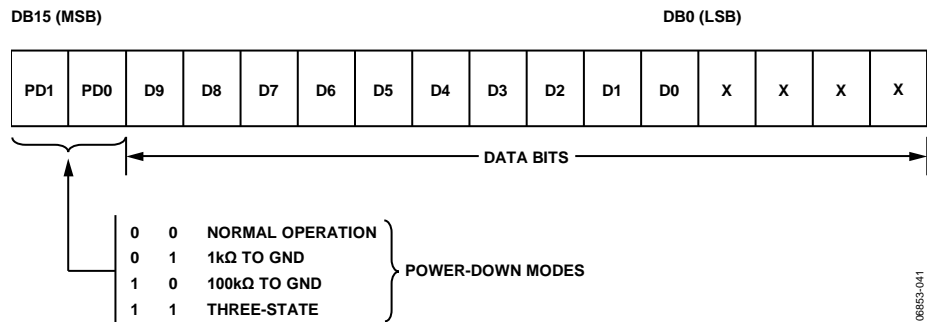 DB15 (MSB) DB0 (LSB)
PD1 PD0 D9 D8 D7 D6 D5 D4 D3 D2 D1 D0 X X X X
DATA BITS
0 0 NORMAL OPERATION
0 1 1kΩ TO GND
1 0 100kΩ TO GND
1 1 THREE-STATE
POWER-DOWN MODES
06853-041